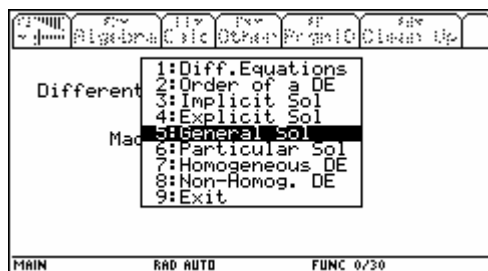 Algebra Calc Other PrgmIO Clean Up
1:Diff.Equations
2:Order of a DE
Different
3:Implicit Sol
4:Explicit Sol
5:General Sol
Mac
6:Particular Sol
7:Homogeneous DE
8:Non-Homog. DE
9:Exit
MAIN RAD AUTO FUNC 0/30